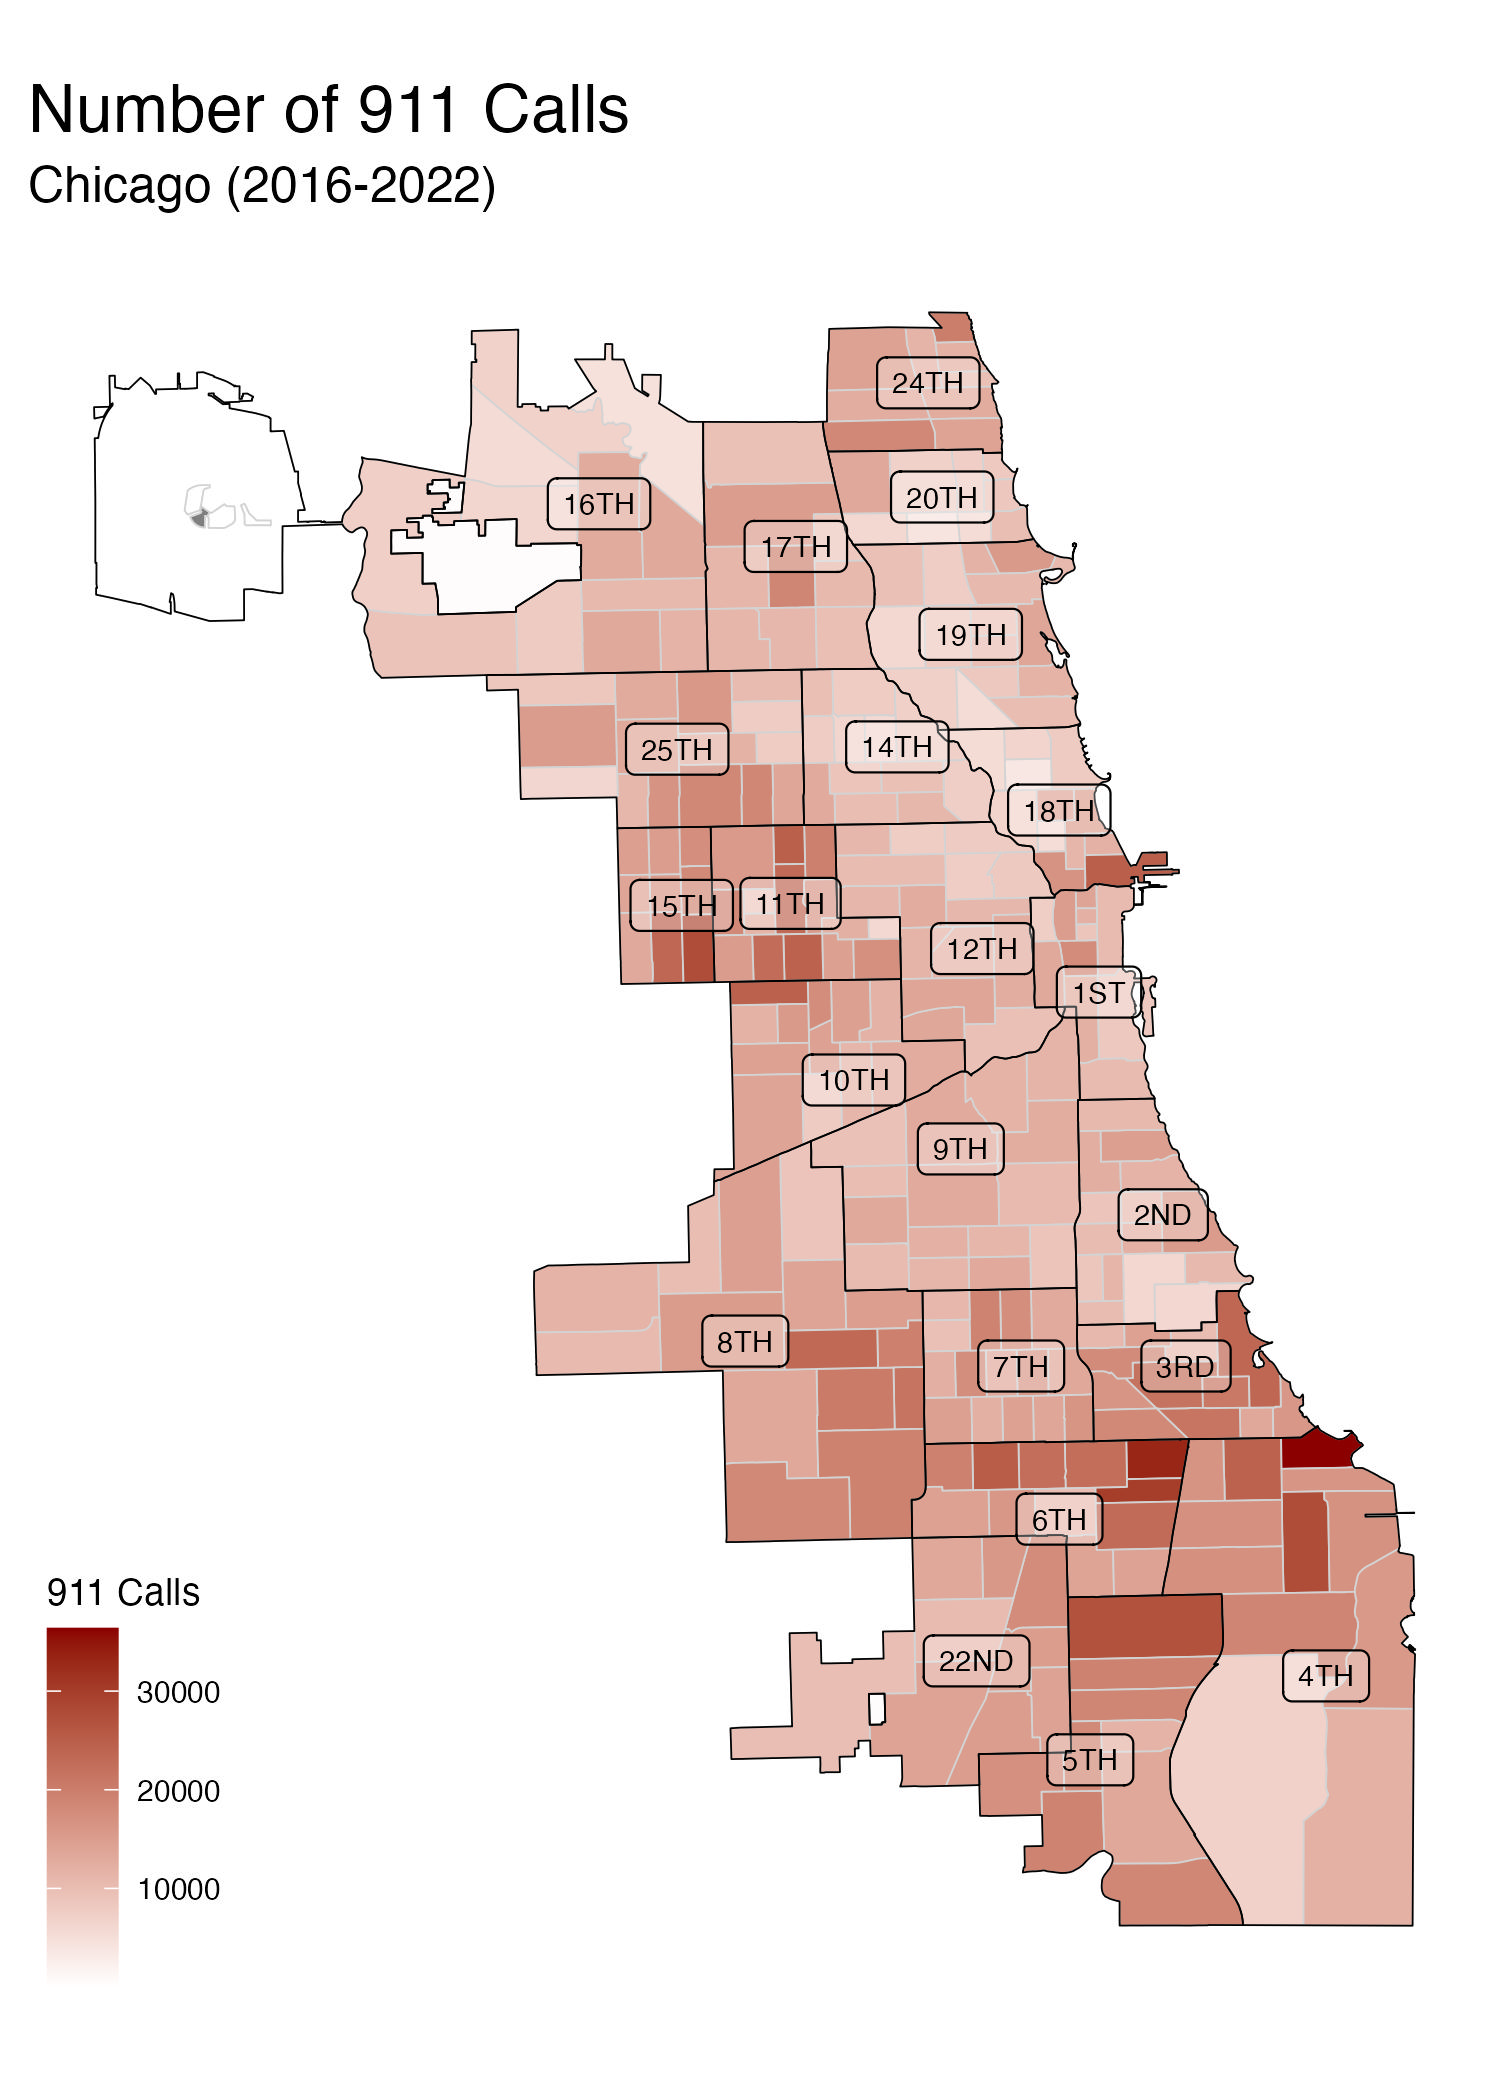 Number of 911 Calls
Chicago (2016-2022)
24TH
16TH
20TH
17TH
19TH
25TH
14TH
18TH
15TH
11TH
12TH
1ST
10TH
9TH
2ND
8TH
7TH
3RD
6TH
22ND
4TH
5TH
911 Calls
30000
20000
10000